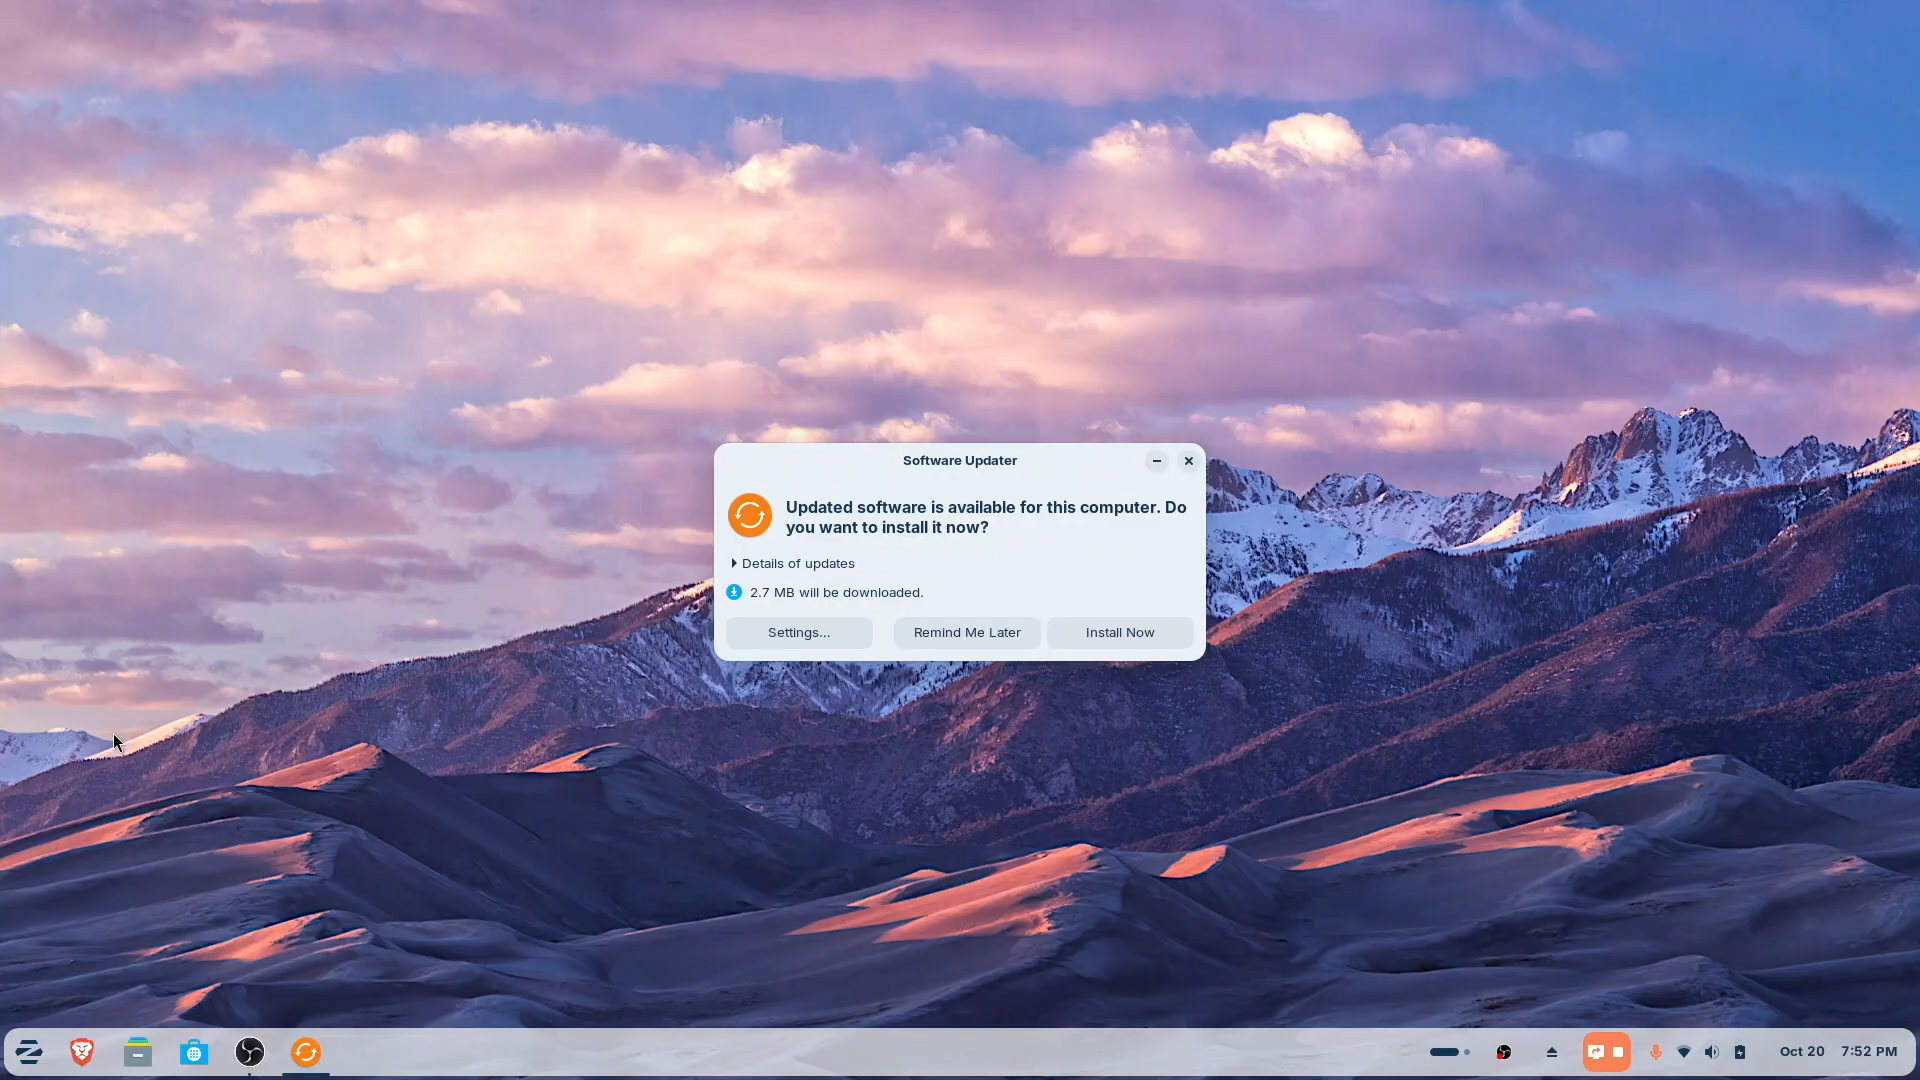 Software Updater
Updated software is available for this computer. Do
you want to install it now?
Details of updates
2.7 MB will be downloaded.
Settings...
Remind Me Later
Install Now
Oct 20 7:52 PM